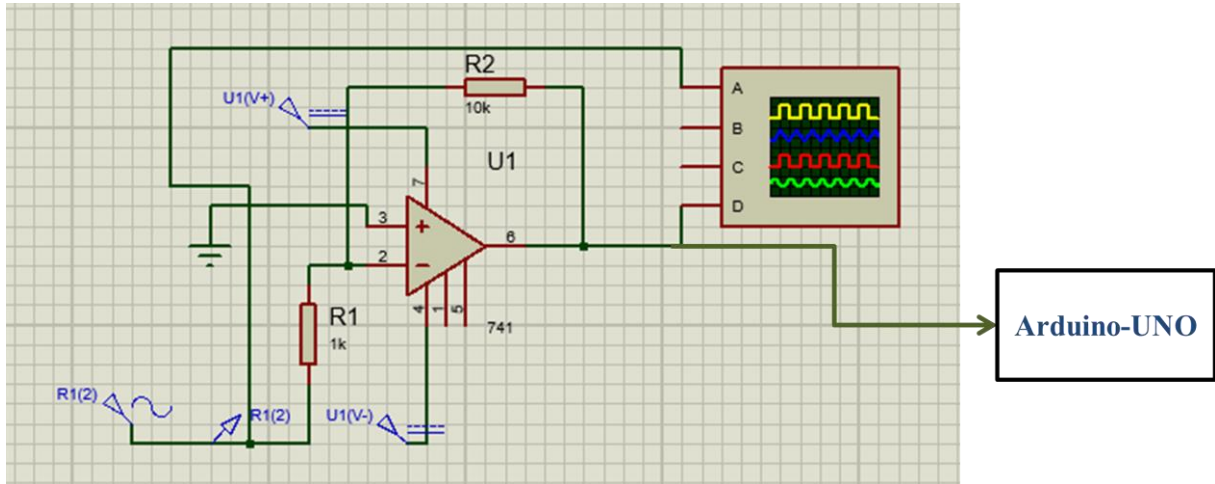 R2
10k
U1(V+)
U1
7
3
2
6
4
1
5
741
R1
1k
R1(2)
R1(2)
U1(V-)
A
B
C
D
Arduino-UNO